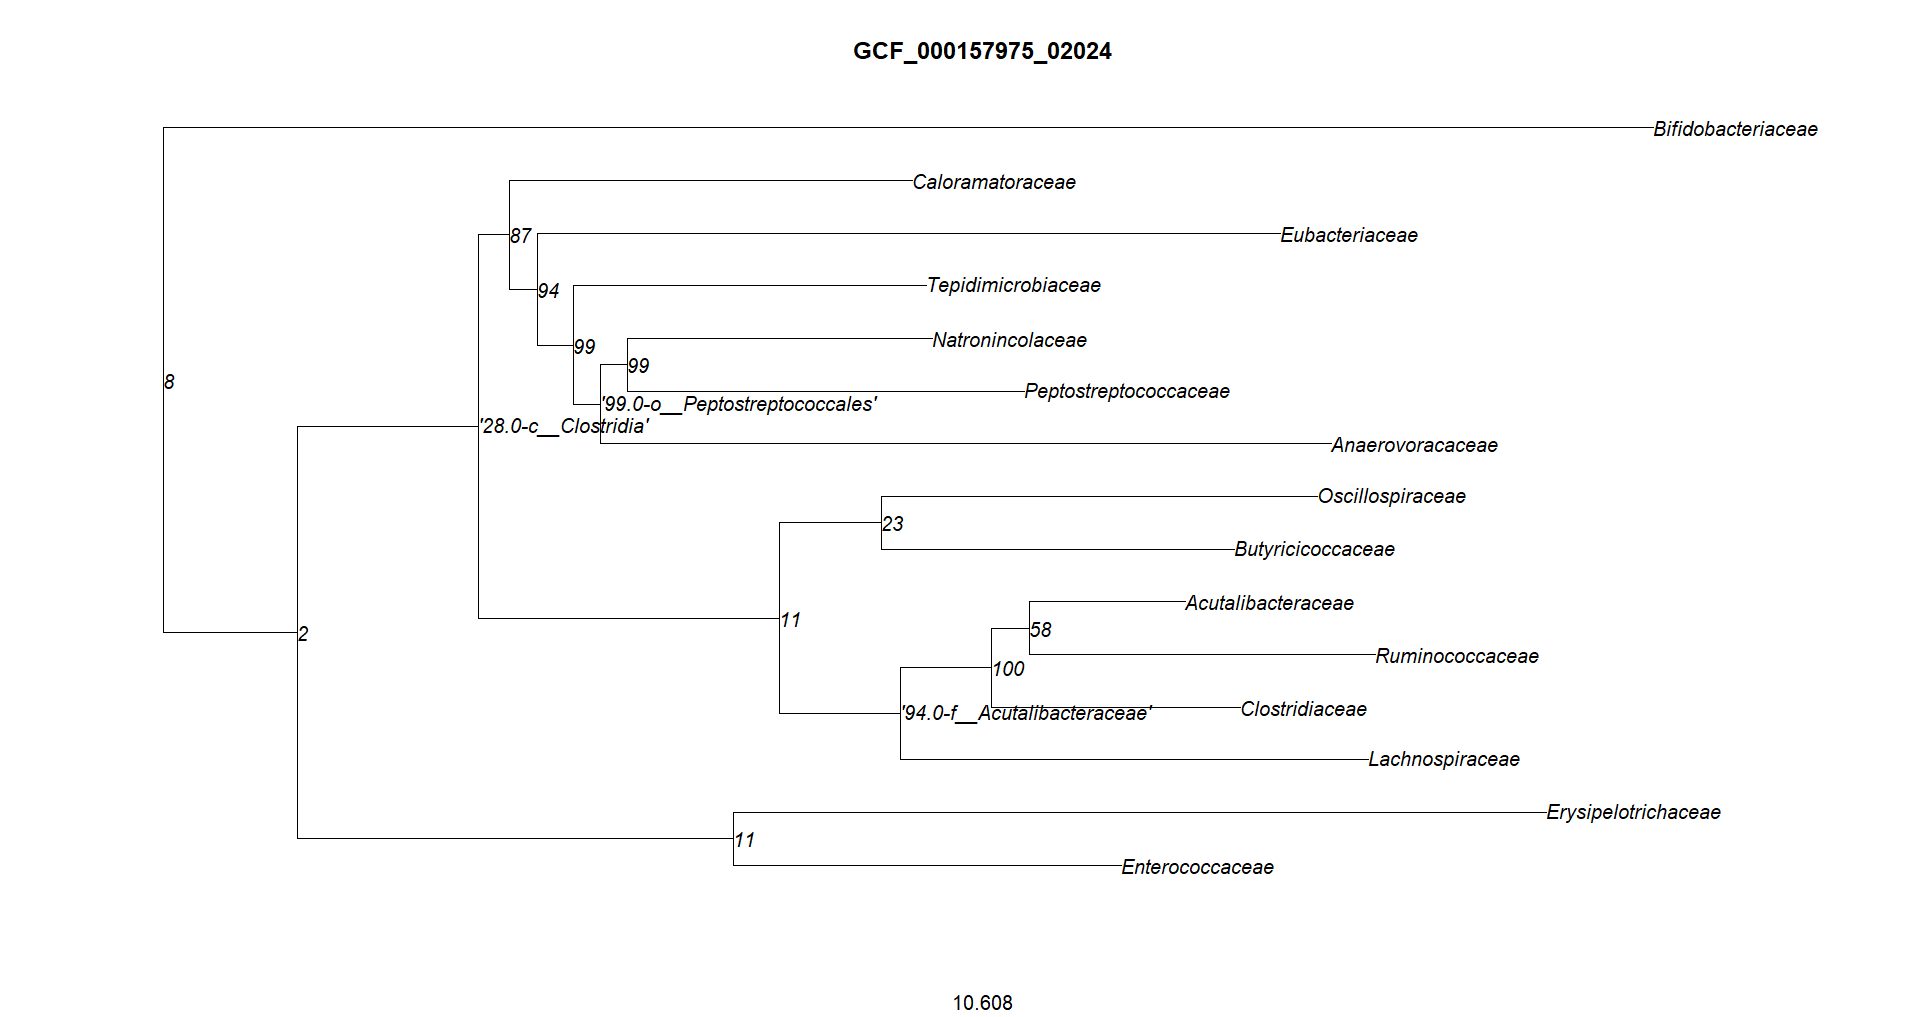 GCF_000157975_02024
Bifidobacteriaceae
Caloramatoraceae
87
Eubacteriaceae
Tepidimicrobiaceae
94
Natronincolaceae
99
99
8
Peptostreptococcaceae
'99.0-o__Peptostreptococcales'
'28.0-c__Clostridia'
Anaerovoracaceae
Oscillospiraceae
23
Butyricicoccaceae
Acutalibacteraceae
11
58
2
Ruminococcaceae
100
Clostridiaceae
'94.0-f__Acutalibacteraceae'
Lachnospiraceae
Erysipelotrichaceae
11
Enterococcaceae
10.608